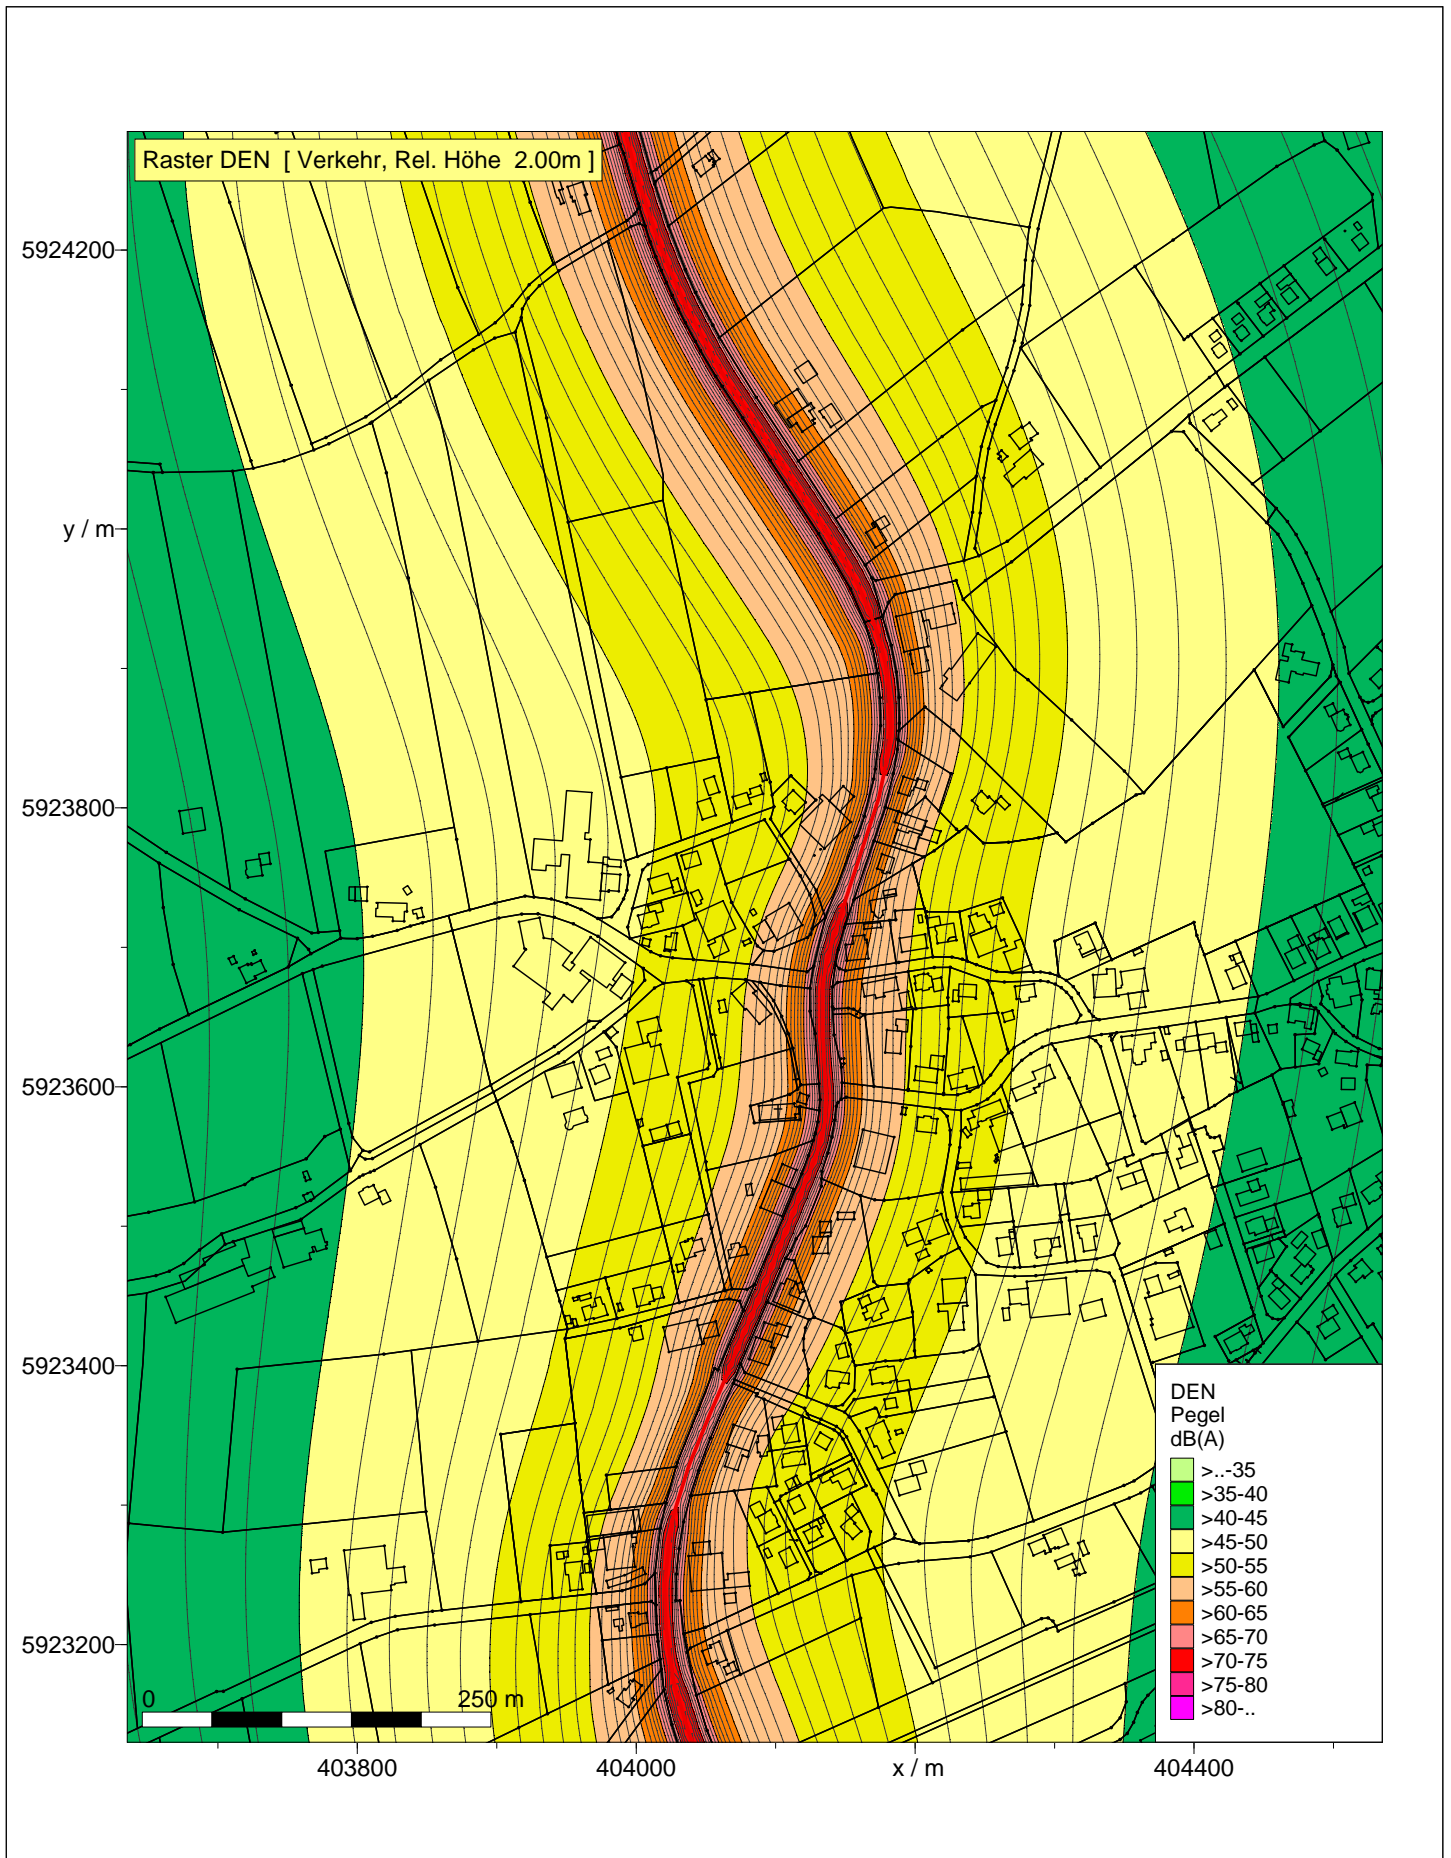 Raster DEN [ Verkehr, Rel. Höhe 2.00m ]
5924200
y / m
5923800
5923600
5923400
5923200
0 250 m
403800 404000 x / m 404400
DEN
Pegel
dB(A)
>..-35
>35-40
>40-45
>45-50
>50-55
>55-60
>60-65
>65-70
>70-75
>75-80
>80-..